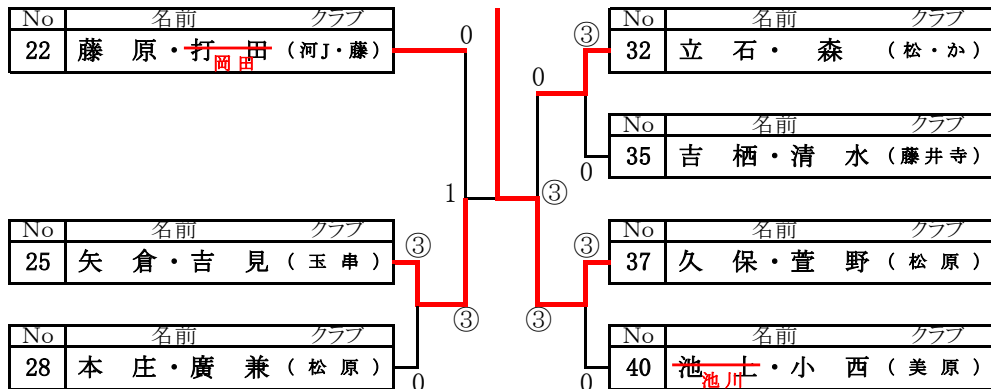 No 名前 クラブ
22 藤 原・打 田 (河J・藤)
岡田
0
③
No 名前 クラブ
32 立 石・ 森 (松・か)
0
No 名前 クラブ
35 吉 栖・清 水 (藤井寺)
0
1
③
No 名前 クラブ
25 矢 倉・吉 見 (玉串)
③
③
No 名前 クラブ
37 久 保・萱 野 (松原)
③
③
No 名前 クラブ
28 本 庄・廣 兼 (松原)
0
0
No 名前 クラブ
40 池 上・小 西 (美原)
池川